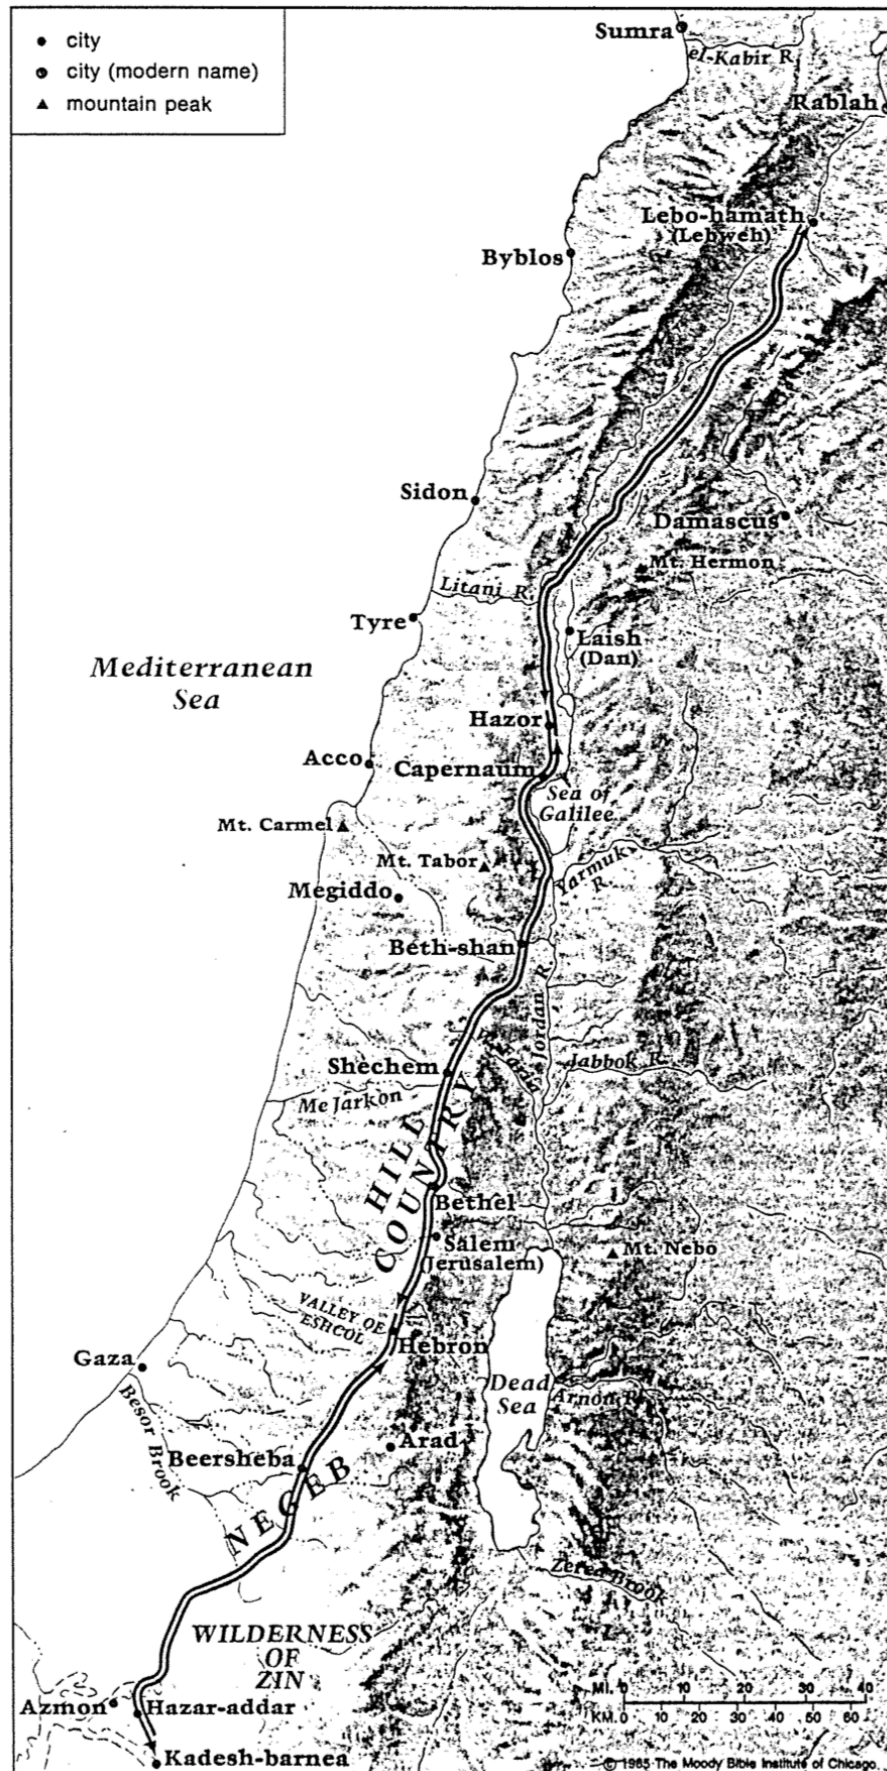 city
city (modern name)
mountain peak
Sumra
el-Kabir R.
Rablah
Lebo-hamath
(Lebweh)
Byblos
Sidon
Damascus
Mt. Hermon
Litani R.
Tyre
Laish
(Dan)
Mediterranean
Sea
Hazor
Acco
Capernaum
Sea of
Galilee
Mt. Carmel
Mt. Tabor
Yarmuk
R.
Megiddo
Beth-shan
Jordan R.
Shechem
Jabbok R.
Me Jarkon
HILL
COUNTRY
Bethel
Salem
(Jerusalem)
Mt. Nebo
VALLEY OF
ESHCOL
Hebron
Gaza
Dead
Sea
Arnon R.
Besor Brook
Arad
Beersheba
NEGEB
Zered Brook
WILDERNESS
OF
ZIN
MI. 0 10 20 30 40
Azmon
Hazar-addar
KM. 0 10 20 30 40 50 60
Kadesh-barnea
© 1985 The Moody Bible Institute of Chicago.